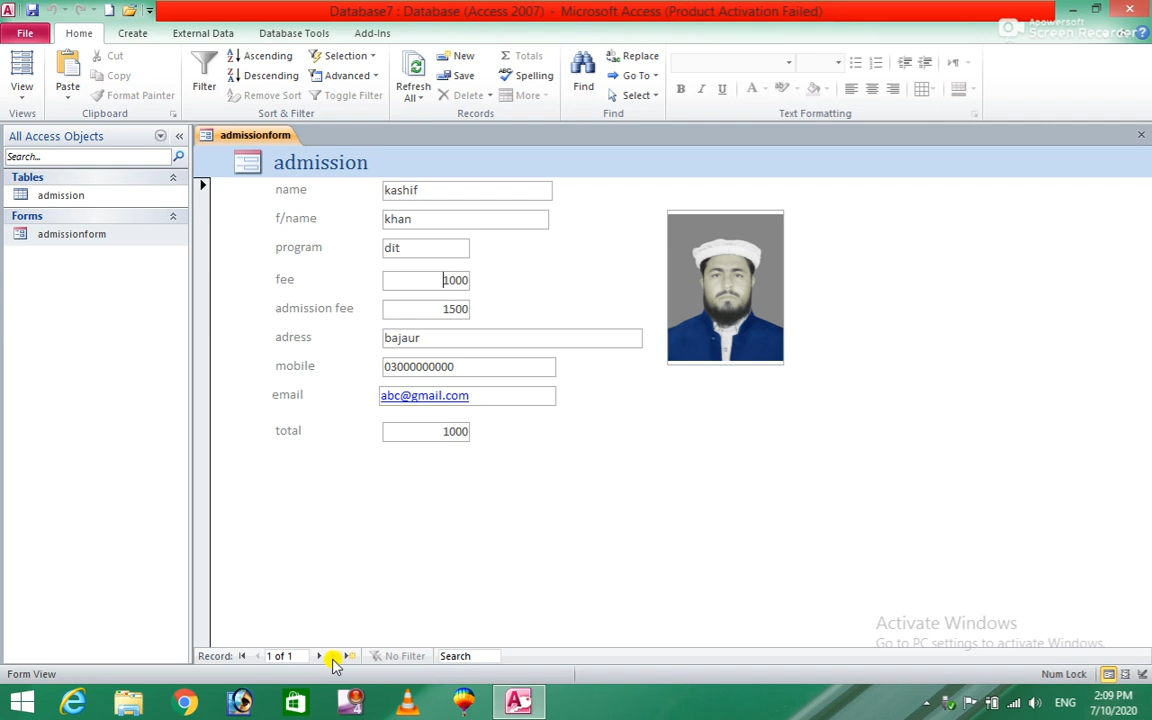 Database7 : Database (Access 2007) - Microsoft Access (Product Activation Failed)
File Home Create External Data Database Tools Add-Ins
Apowersoft
Screen Recorder
View
Views
Paste
Cut
Copy
Format Painter
Clipboard
Filter
Ascending
Descending
Remove Sort
Selection
Advanced
Toggle Filter
Sort & Filter
Refresh
All
New
Save
Delete
Totals
Spelling
More
Records
Find
Replace
Go To
Select
Find
B I U A ab
Text Formatting
All Access Objects
Search...
Tables
admission
Forms
admissionform
admissionform
admission
name kashif
f/name khan
program dit
fee 1000
admission fee 1500
adress bajaur
mobile 03000000000
email abc@gmail.com
total 1000
Activate Windows
Go to PC settings to activate Windows.
Record: 1 of 1 No Filter Search
Form View Num Lock
ENG
2:09 PM
7/10/2020